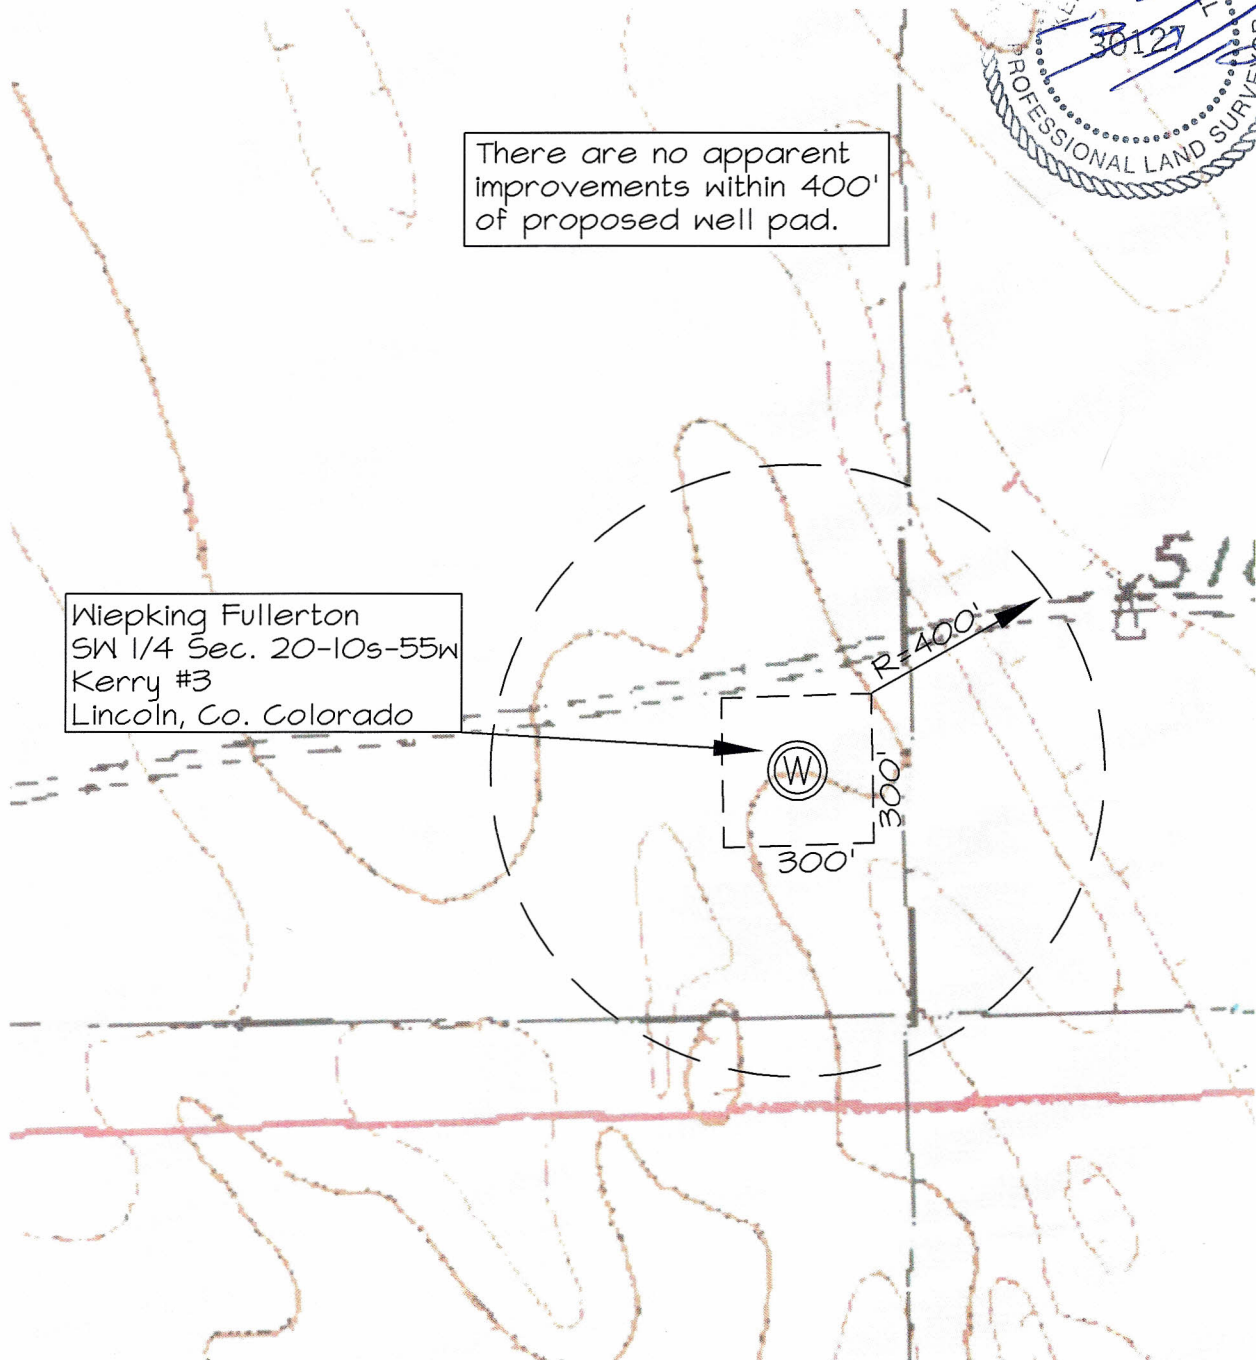 30127
PROFESSIONAL LAND
There are no apparent
improvements within 400'
of proposed well pad.
Wiepking Fullerton
SW 1/4 Sec. 20-10s-55w
Kerry #3
Lincoln, Co. Colorado
R=400'
W
300'
300'